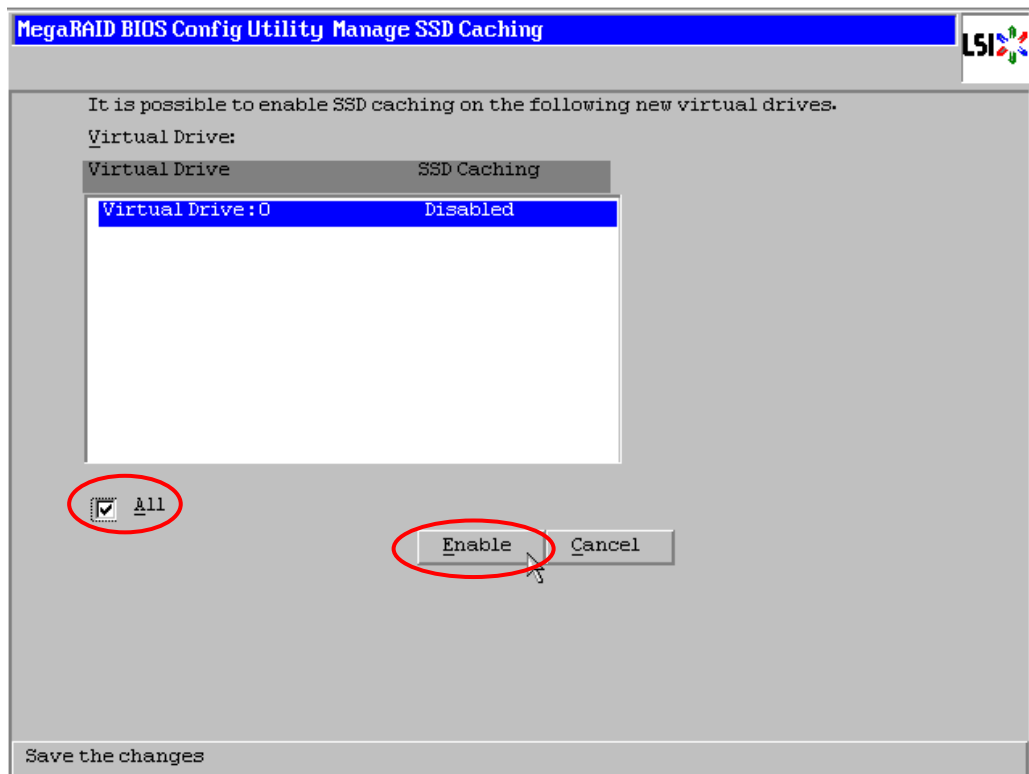 MegaRAID BIOS Config Utility Manage SSD Caching
LSI
It is possible to enable SSD caching on the following new virtual drives.
Virtual Drive:
Virtual Drive SSD Caching
Virtual Drive:0 Disabled
All
Enable Cancel
Save the changes